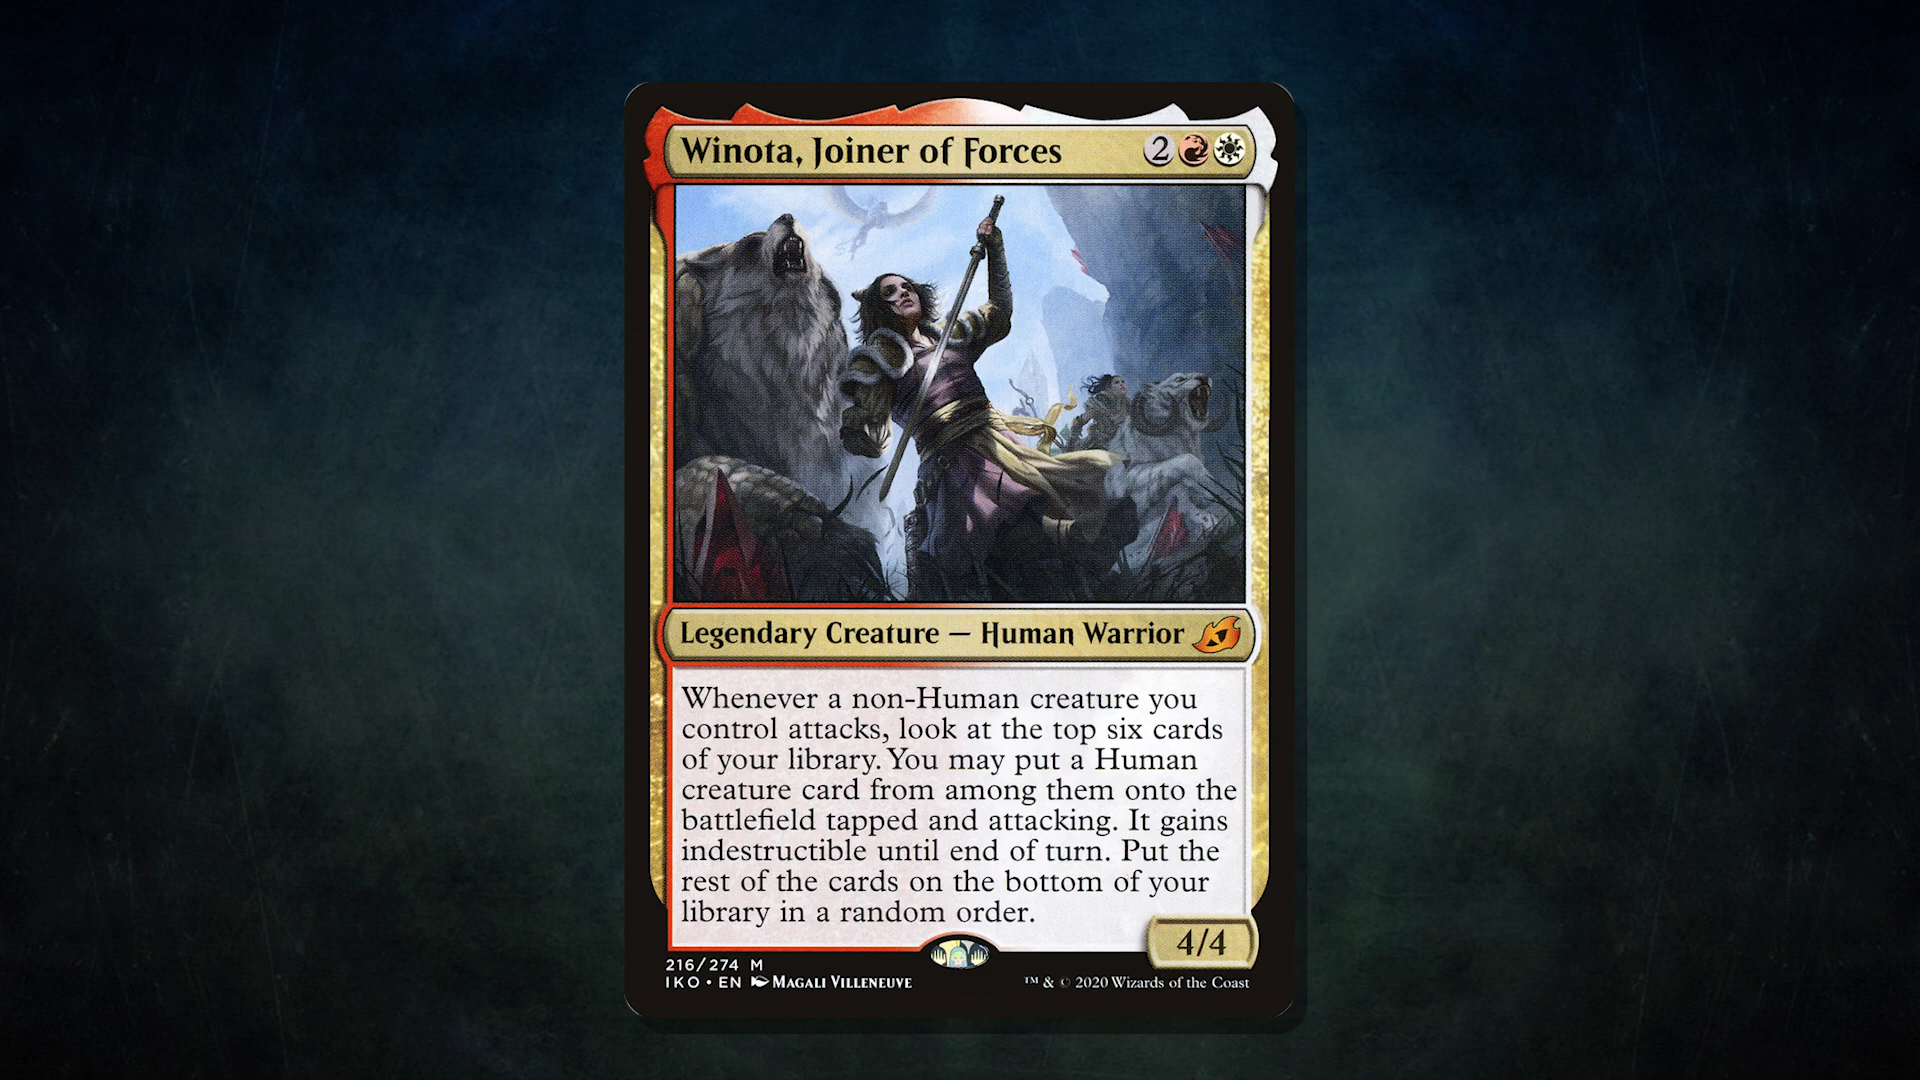 Winota, Joiner of Forces 2
Legendary Creature — Human Warrior
Whenever a non-Human creature you
control attacks, look at the top six cards
of your library. You may put a Human
creature card from among them onto the
battlefield tapped and attacking. It gains
indestructible until end of turn. Put the
rest of the cards on the bottom of your
library in a random order.
4/4
216/274 M
IKO • EN Magali Villeneuve
™ & © 2020 Wizards of the Coast